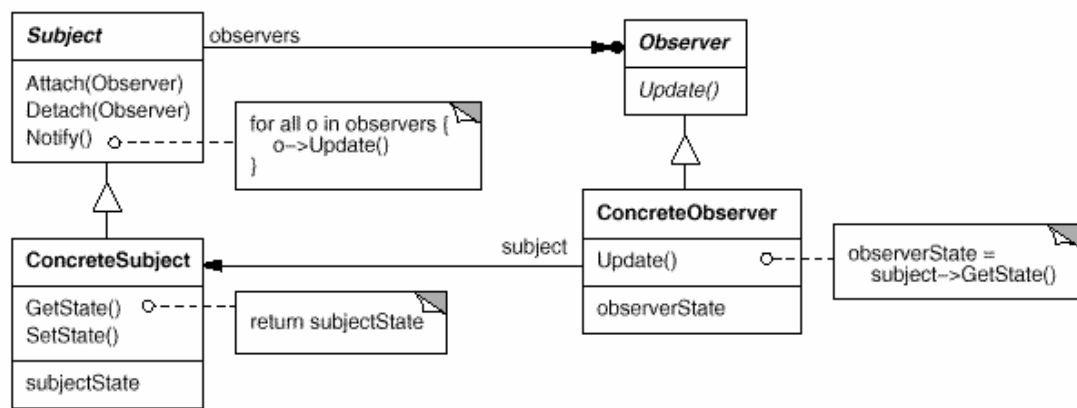 Subject
Attach(Observer)
Detach(Observer)
Notify()
observers
Observer
Update()
for all o in observers {
o->Update()
}
ConcreteSubject
GetState()
SetState()
subjectState
return subjectState
subject
ConcreteObserver
Update()
observerState
observerState =
subject->GetState()